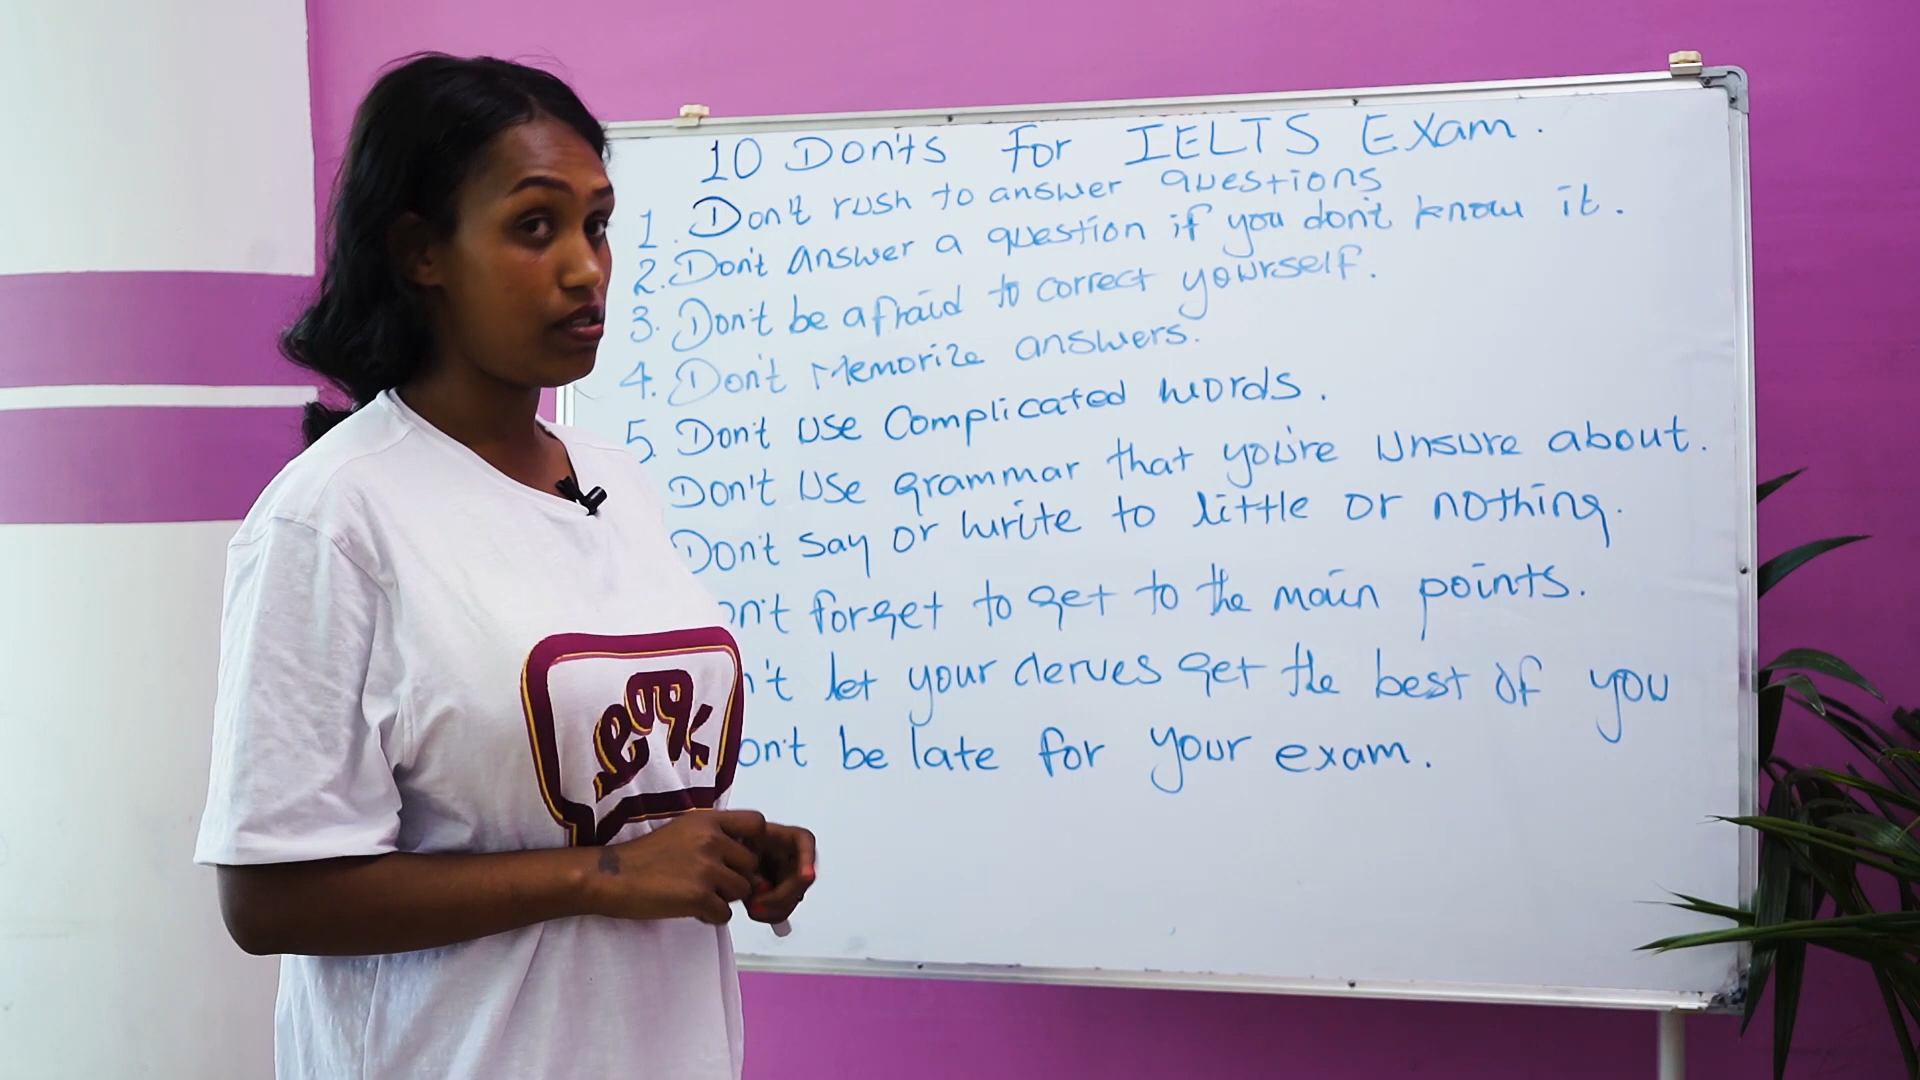 10 Don'ts For IELTS Exam.
1. Don't rush to answer questions
2. Don't Answer a question if you don't know it.
3. Don't be afraid to correct yourself.
4. Don't Memorize answers.
5. Don't Use Complicated words.
Don't Use grammar that you're Unsure about.
Don't say or write to little or nothing.
on't forget to get to the main points.
n't let your nerves get the best of you
on't be late for your exam.